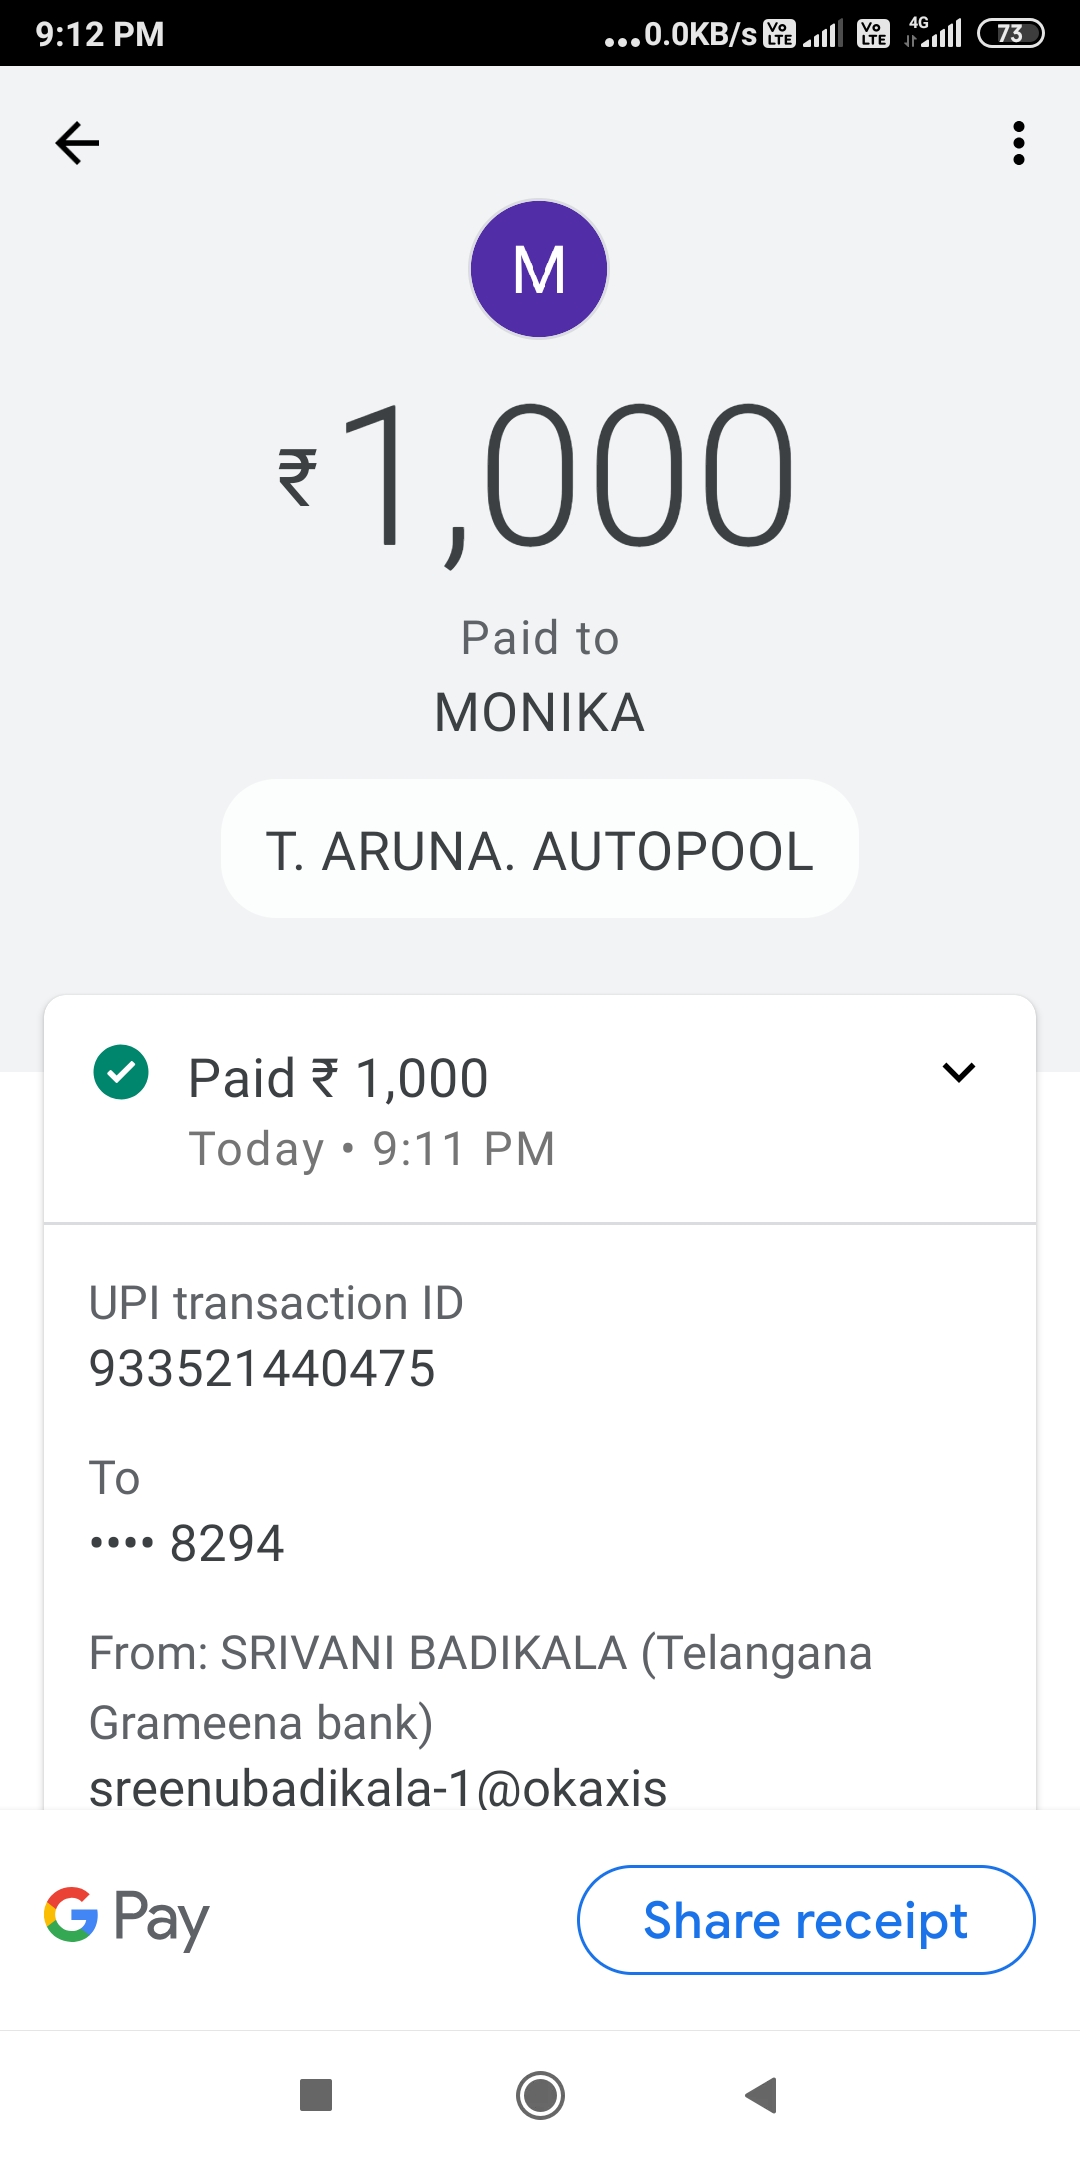 9:12 PM
...0.0KB/s Vo LTE Vo LTE 4G 73
M
₹1,000
Paid to
MONIKA
T. ARUNA. AUTOPOOL
Paid ₹ 1,000
Today • 9:11 PM
UPI transaction ID
933521440475
To
•••• 8294
From: SRIVANI BADIKALA (Telangana
Grameena bank)
sreenubadikala-1@okaxis
G Pay
Share receipt